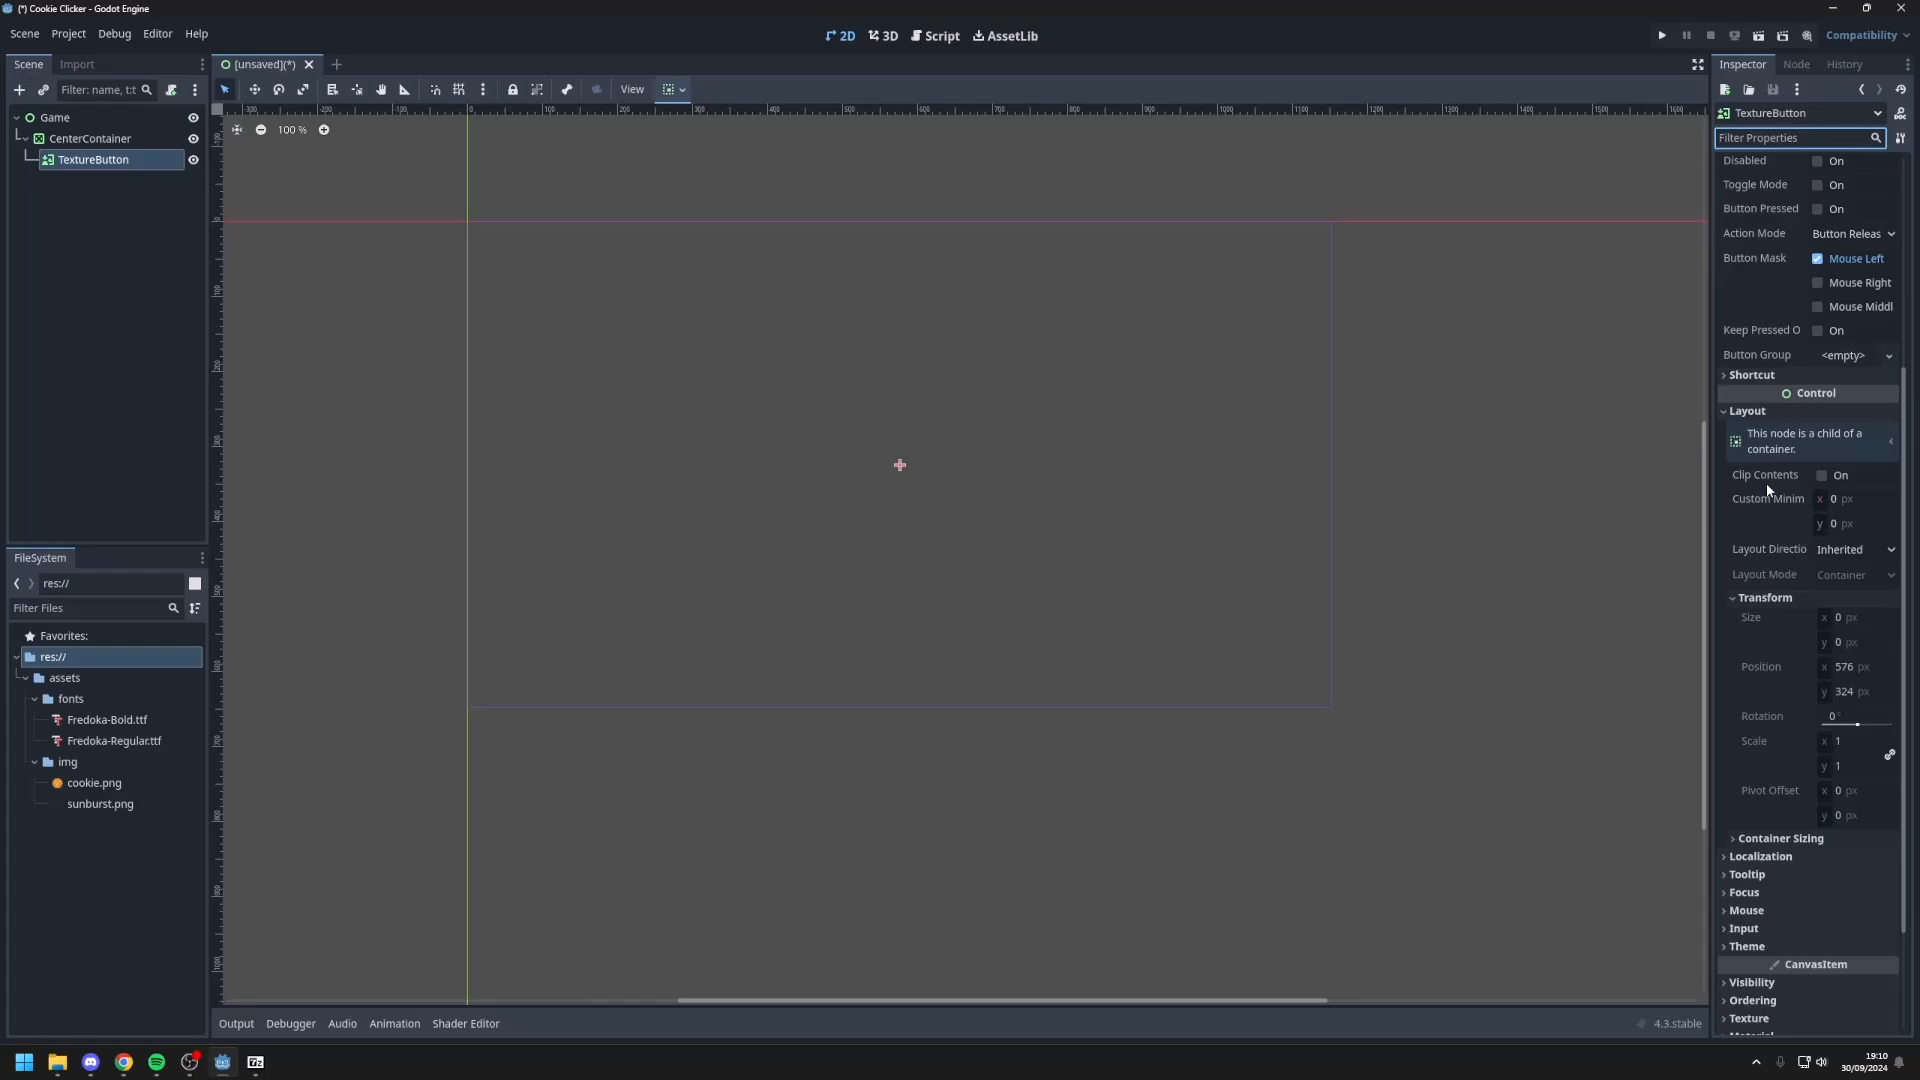 (*) Cookie Clicker - Godot Engine
Scene Project Debug Editor Help
2D 3D Script AssetLib
Compatibility
Scene Import
[unsaved](*)
Inspector Node History
Filter: name, t:t
View
TextureButton
100 %
Filter Properties
Game
CenterContainer
TextureButton
Disabled On
Toggle Mode On
Button Pressed On
Action Mode Button Releas
Button Mask Mouse Left
Mouse Right
Mouse Middl
Keep Pressed O On
Button Group <empty>
Shortcut
Control
Layout
This node is a child of a
container.
Clip Contents On
Custom Minim x 0 px
y 0 px
Layout Directio Inherited
Layout Mode Container
Transform
Size x 0 px
y 0 px
Position x 576 px
y 324 px
Rotation 0 °
Scale x 1
y 1
Pivot Offset x 0 px
y 0 px
Container Sizing
Localization
Tooltip
Focus
Mouse
Input
Theme
CanvasItem
Visibility
Ordering
Texture
FileSystem
res://
Filter Files
Favorites:
res://
assets
fonts
Fredoka-Bold.ttf
Fredoka-Regular.ttf
img
cookie.png
sunburst.png
Output Debugger Audio Animation Shader Editor
4.3.stable
19:10
30/09/2024